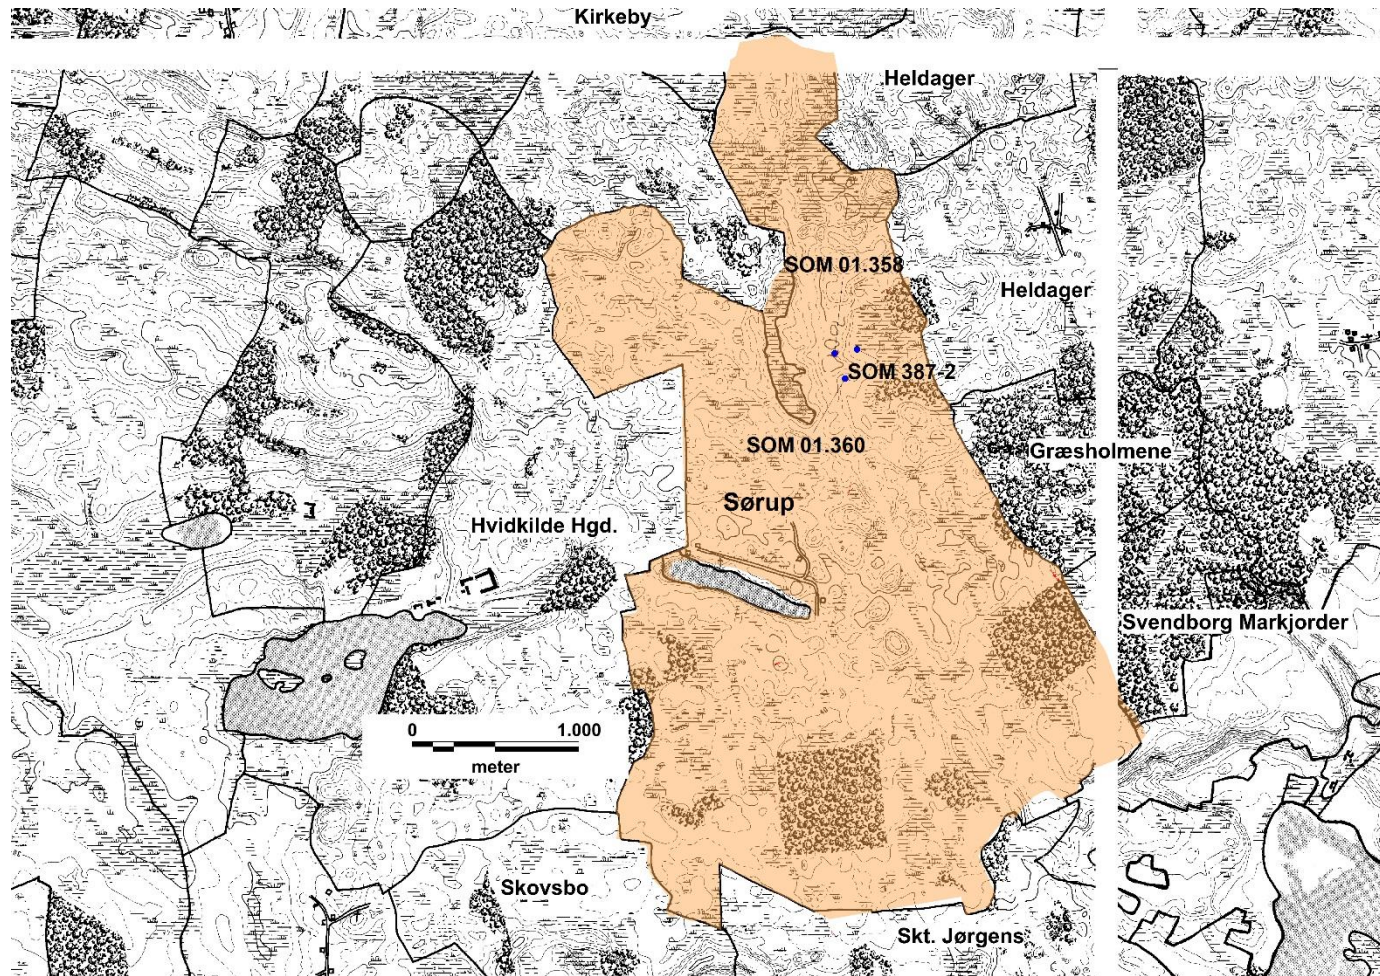 Kirkeby
Heldager
SOM 01.358
Heldager
SOM 387-2
SOM 01.360
Græsholmene
Sørup
Hvidkilde Hgd.
Svendborg Markjorder
0 1.000
meter
Skovsbo
Skt. Jørgens